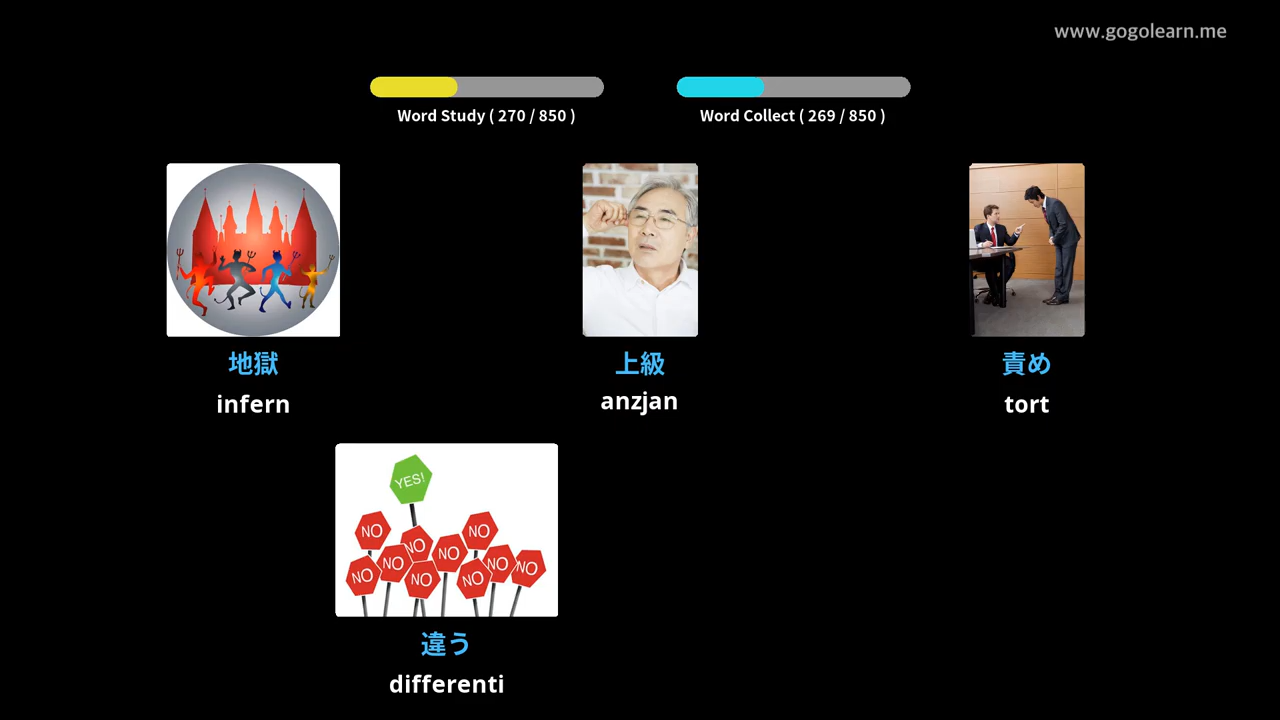 www.gogolearn.me
Word Study ( 270 / 850 )
Word Collect ( 269 / 850 )
地獄
infern
上級
anzjan
責め
tort
YES!
NO
NO
NO
NO
NO
NO
NO
NO
NO
NO
違う
differenti